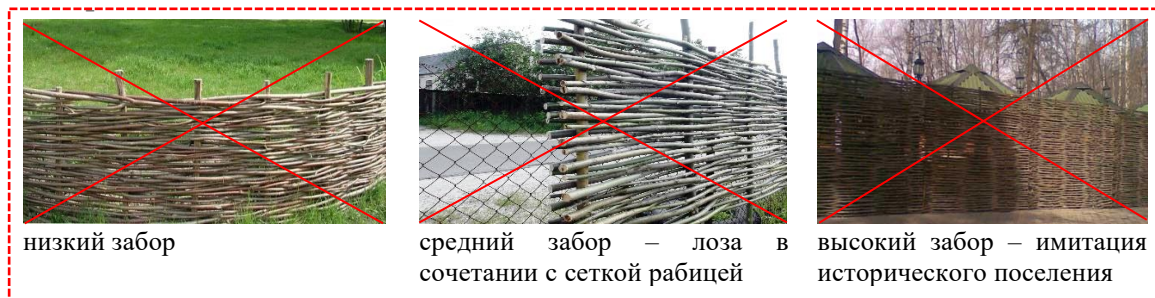 низкий забор
средний забор – лоза в
сочетании с сеткой рабицей
высокий забор – имитация
исторического поселения